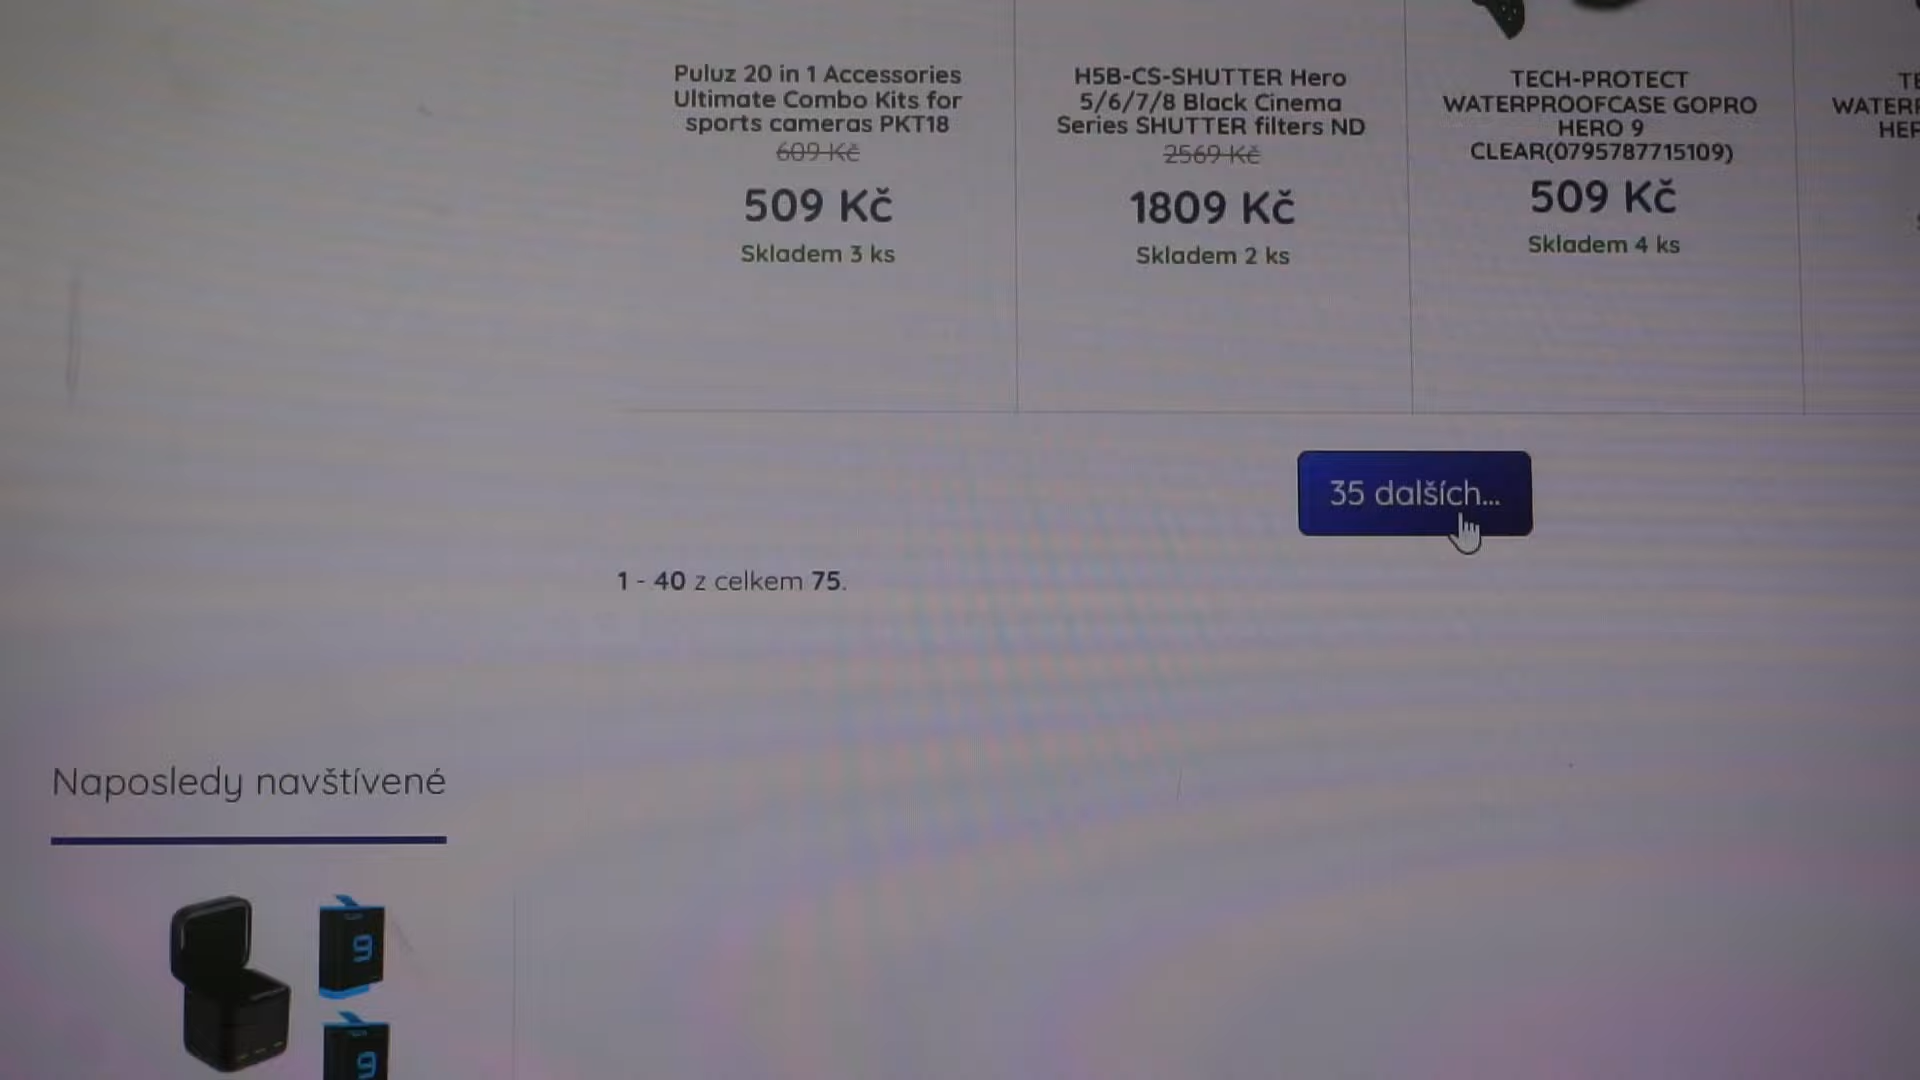 Puluz 20 in 1 Accessories
Ultimate Combo Kits for
sports cameras PKT18
609 Kč
509 Kč
Skladem 3 ks
H5B-CS-SHUTTER Hero
5/6/7/8 Black Cinema
Series SHUTTER filters ND
2569 Kč
1809 Kč
Skladem 2 ks
TECH-PROTECT
WATERPROOFCASE GOPRO
HERO 9
CLEAR(0795787715109)
509 Kč
Skladem 4 ks
35 dalších...
1 - 40 z celkem 75.
Naposledy navštívené
9
9